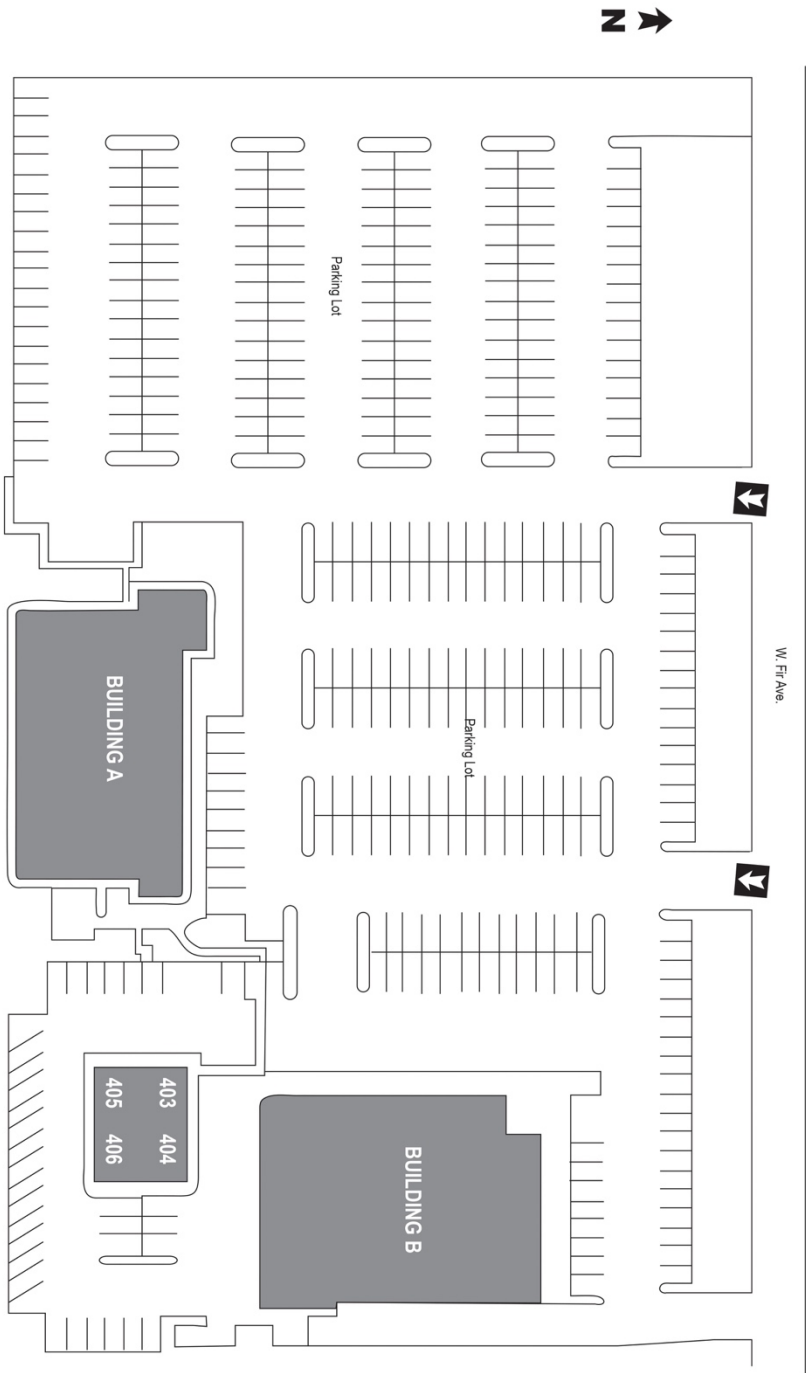 N
W. Fir Ave.
Parking Lot
Parking Lot
BUILDING A
BUILDING B
403 404
405 406